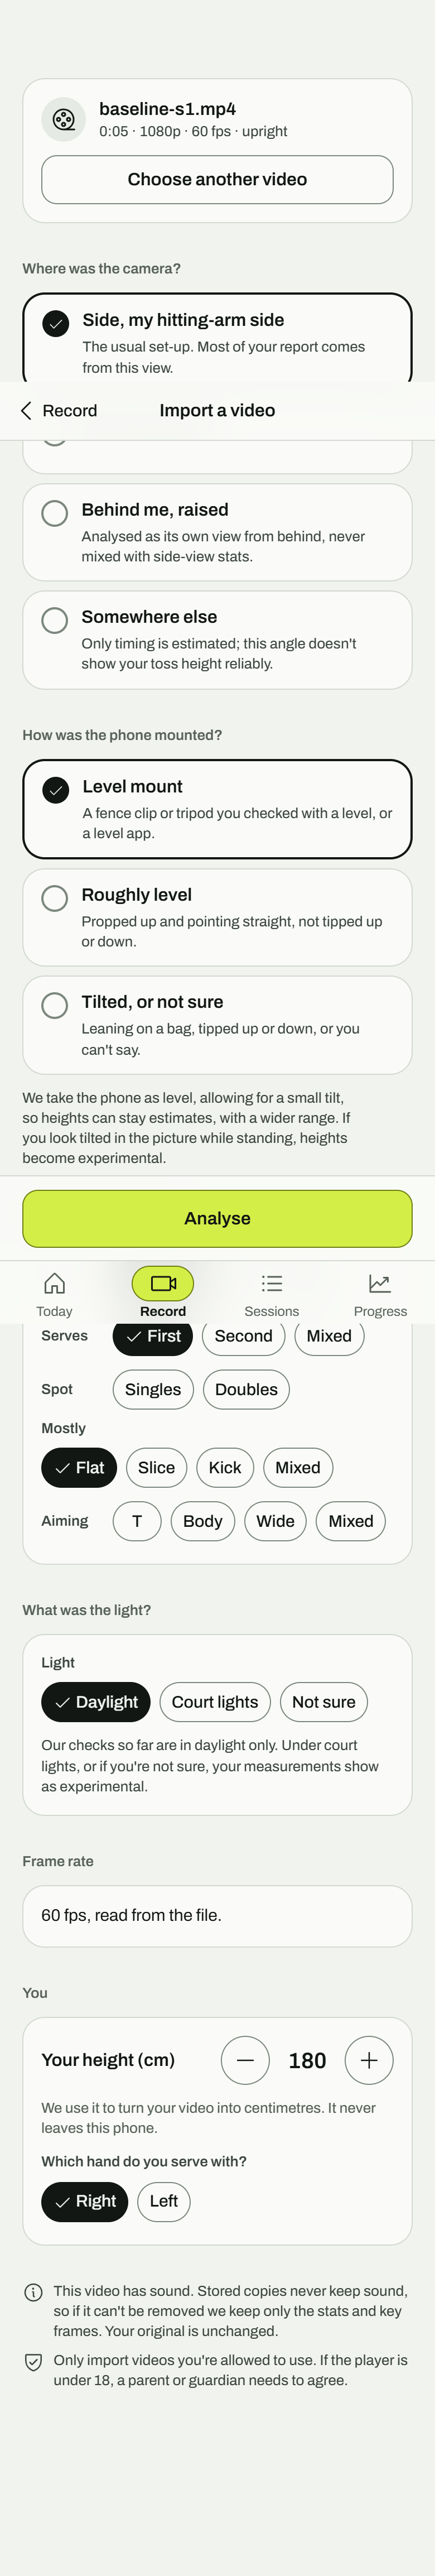 baseline-s1.mp4
0:05 · 1080p · 60 fps · upright
Choose another video
Where was the camera?
Side, my hitting-arm side
The usual set-up. Most of your report comes
from this view.
Record
Import a video
Behind me, raised
Analysed as its own view from behind, never
mixed with side-view stats.
Somewhere else
Only timing is estimated; this angle doesn't
show your toss height reliably.
How was the phone mounted?
Level mount
A fence clip or tripod you checked with a level, or
a level app.
Roughly level
Propped up and pointing straight, not tipped up
or down.
Tilted, or not sure
Leaning on a bag, tipped up or down, or you
can't say.
We take the phone as level, allowing for a small tilt,
so heights can stay estimates, with a wider range. If
you look tilted in the picture while standing, heights
become experimental.
Analyse
Today Record Sessions Progress
Serves First Second Mixed
Spot Singles Doubles
Mostly
Flat Slice Kick Mixed
Aiming T Body Wide Mixed
What was the light?
Light
Daylight Court lights Not sure
Our checks so far are in daylight only. Under court
lights, or if you're not sure, your measurements show
as experimental.
Frame rate
60 fps, read from the file.
You
Your height (cm) 180
We use it to turn your video into centimetres. It never
leaves this phone.
Which hand do you serve with?
Right Left
This video has sound. Stored copies never keep sound,
so if it can't be removed we keep only the stats and key
frames. Your original is unchanged.
Only import videos you're allowed to use. If the player is
under 18, a parent or guardian needs to agree.